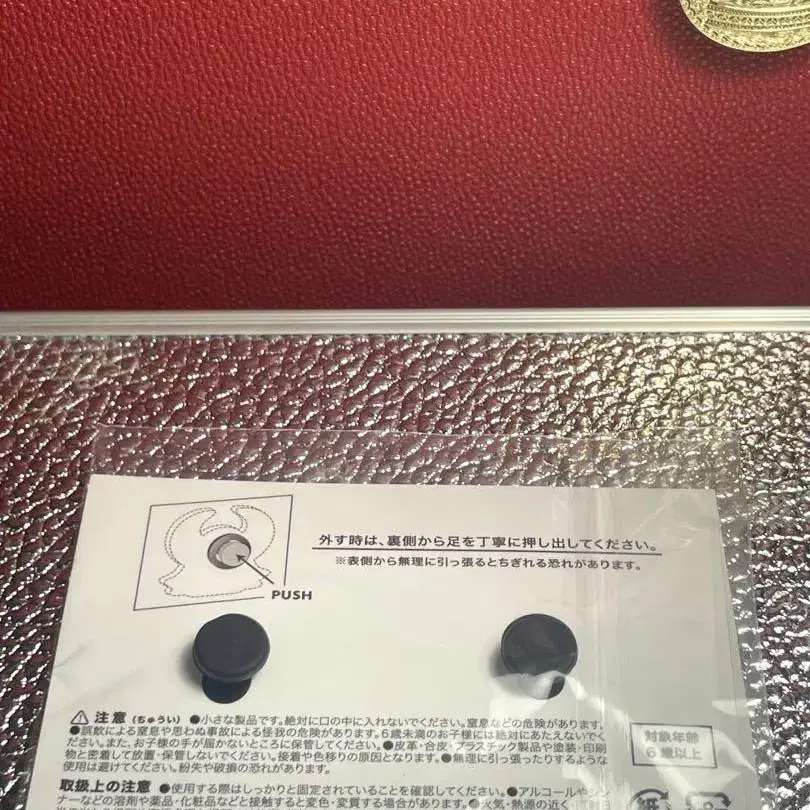 外す時は、裏側から足を丁寧に押し出してください。
※表側から無理に引っ張るとちぎれる恐れがあります。
PUSH
注意(ちゅうい) ●小さな製品です。絶対に口の中に入れないでください。窒息などの危険があります。
●誤飲による窒息や思わぬ事故による怪我の危険があります。6歳未満のお子様には絶対にあたえないでく
ださい。また、お子様の手が届かないところに保管してください。●皮革・合皮・プラスチック製品や塗装・印刷
物と密着して放置・保管しないでください。接着や色移りの原因となります。●無理に引っ張ったりするような
使用は避けてください。紛失や破損の恐れがあります。
対象年齢
6歳以上
取扱上の注意 ●使用する際はしっかりと固定されていることを確認してください。●アルコールやシン
ナーなどの溶剤や薬品・化粧品などと接触すると変色・変質する場合があります。●火気・熱源の近く